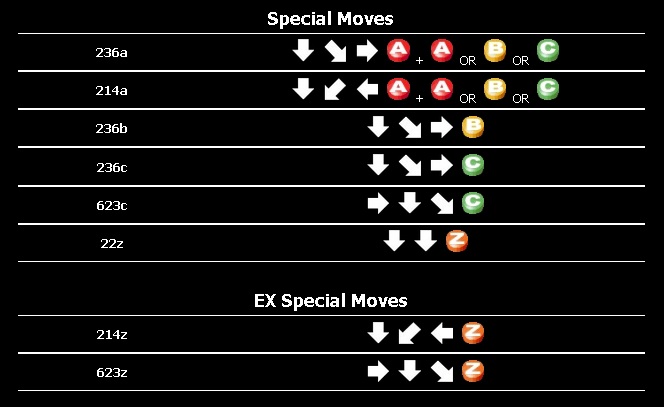 Special Moves
236a A + A OR B OR C
214a A + A OR B OR C
236b B
236c C
623c C
22z Z
EX Special Moves
214z Z
623z Z